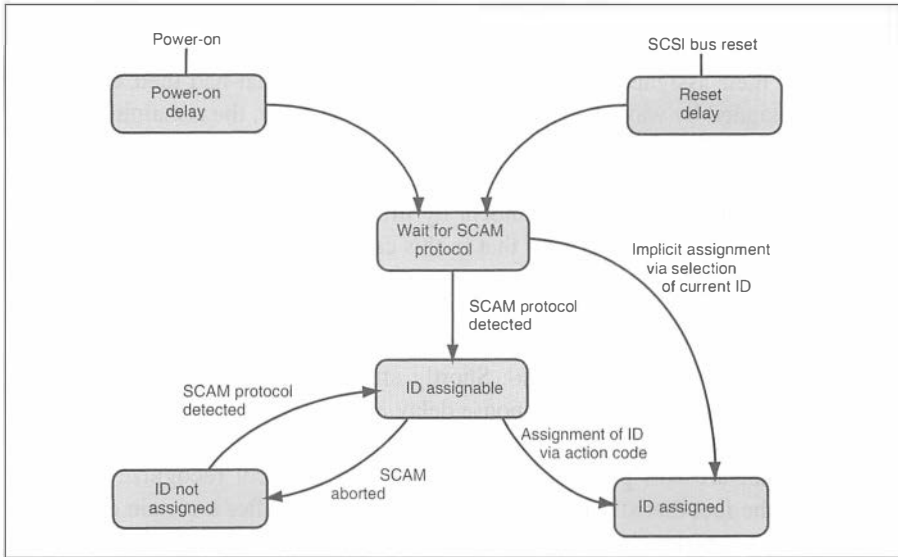 Power-on
SCSI bus reset
Power-on
delay
Reset
delay
Wait for SCAM
protocol
Implicit assignment
via selection
of current ID
SCAM protocol
detected
ID assignable
SCAM protocol
detected
Assignment of ID
via action code
SCAM
aborted
ID not
assigned
ID assigned